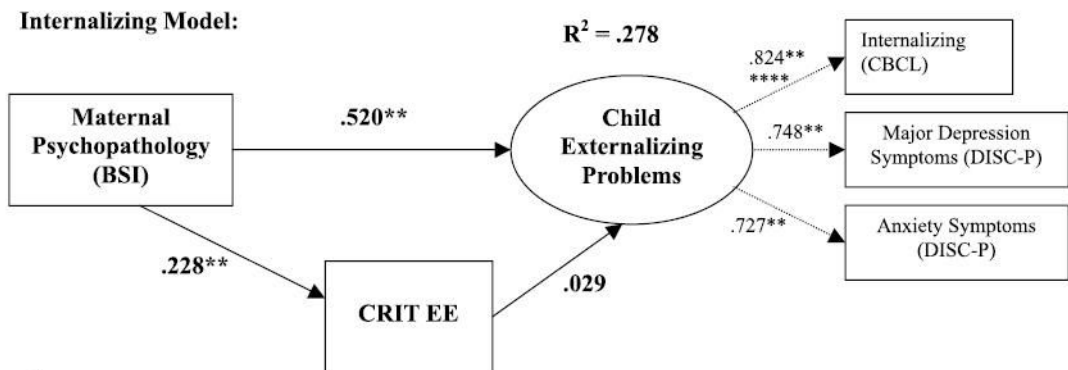 Internalizing Model:
R² = .278
Maternal
Psychopathology
(BSI)
.520**
Child
Externalizing
Problems
.824**
****
Internalizing
(CBCL)
.748**
Major Depression
Symptoms (DISC-P)
.727**
Anxiety Symptoms
(DISC-P)
.228**
CRIT EE
.029